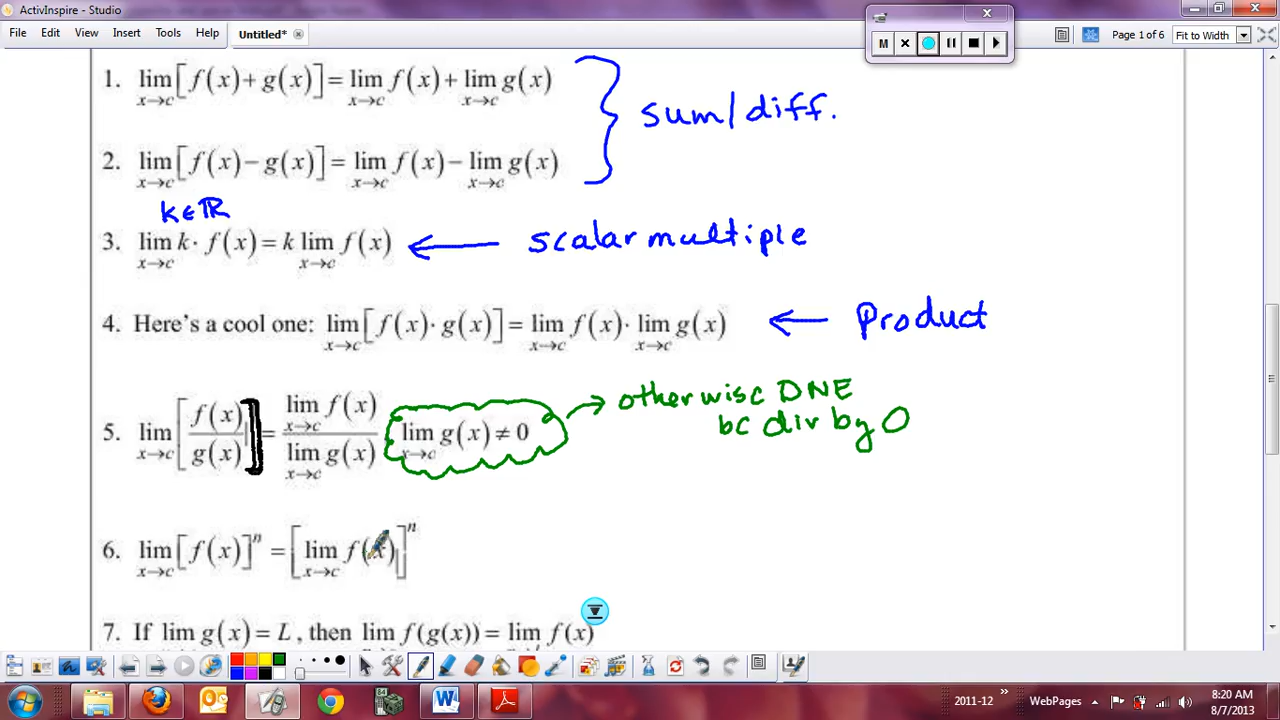 ActivInspire - Studio
File Edit View Insert Tools Help Untitled* Page 1 of 6 Fit to Width
M
1. lim x→c [f(x) + g(x)] = lim x→c f(x) + lim x→c g(x)
sum/diff.
2. lim x→c [f(x) − g(x)] = lim x→c f(x) − lim x→c g(x)
k∈ℝ
3. lim x→c k · f(x) = k lim x→c f(x) ← scalar multiple
4. Here's a cool one: lim x→c [f(x) · g(x)] = lim x→c f(x) · lim x→c g(x) ← Product
5. lim x→c [f(x)/g(x)] = lim x→c f(x) / lim x→c g(x) lim x→c g(x) ≠ 0 → otherwise DNE
bc div by 0
6. lim x→c [f(x)]ⁿ = [lim x→c f(x)]ⁿ
7. If lim g(x) = L, then lim f(g(x)) = lim f(x)
2011-12 WebPages 8:20 AM
8/7/2013